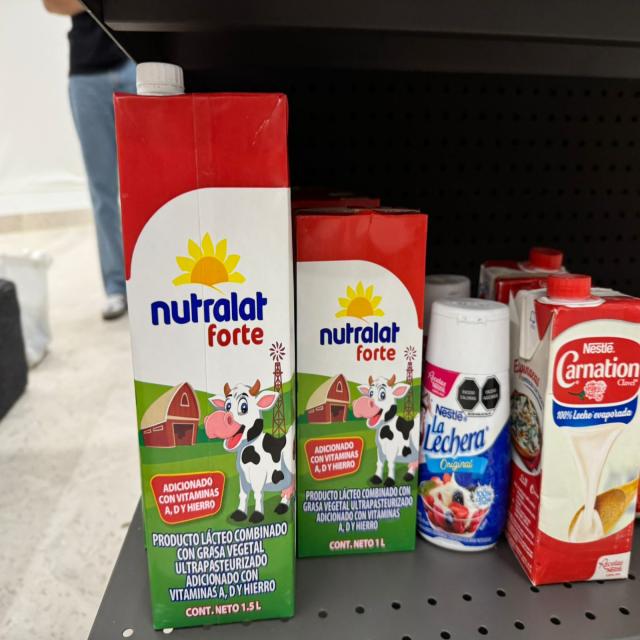 nutralat
forte
ADICIONADO
CON VITAMINAS
A, D Y HIERRO
PRODUCTO LÁCTEO COMBINADO
CON GRASA VEGETAL
ULTRAPASTEURIZADO
ADICIONADO CON
VITAMINAS A, D Y HIERRO
CONT. NETO 1.5 L
nutralat
forte
ADICIONADO
CON VITAMINAS
A, D Y HIERRO
PRODUCTO LÁCTEO COMBINADO CON
GRASA VEGETAL ULTRAPASTEURIZADO
ADICIONADO CON VITAMINAS
A, D Y HIERRO
CONT. NETO 1 L
Nestlé
la
Lechera
Original
Nestlé
Carnation
Clavel
100% Leche evaporada